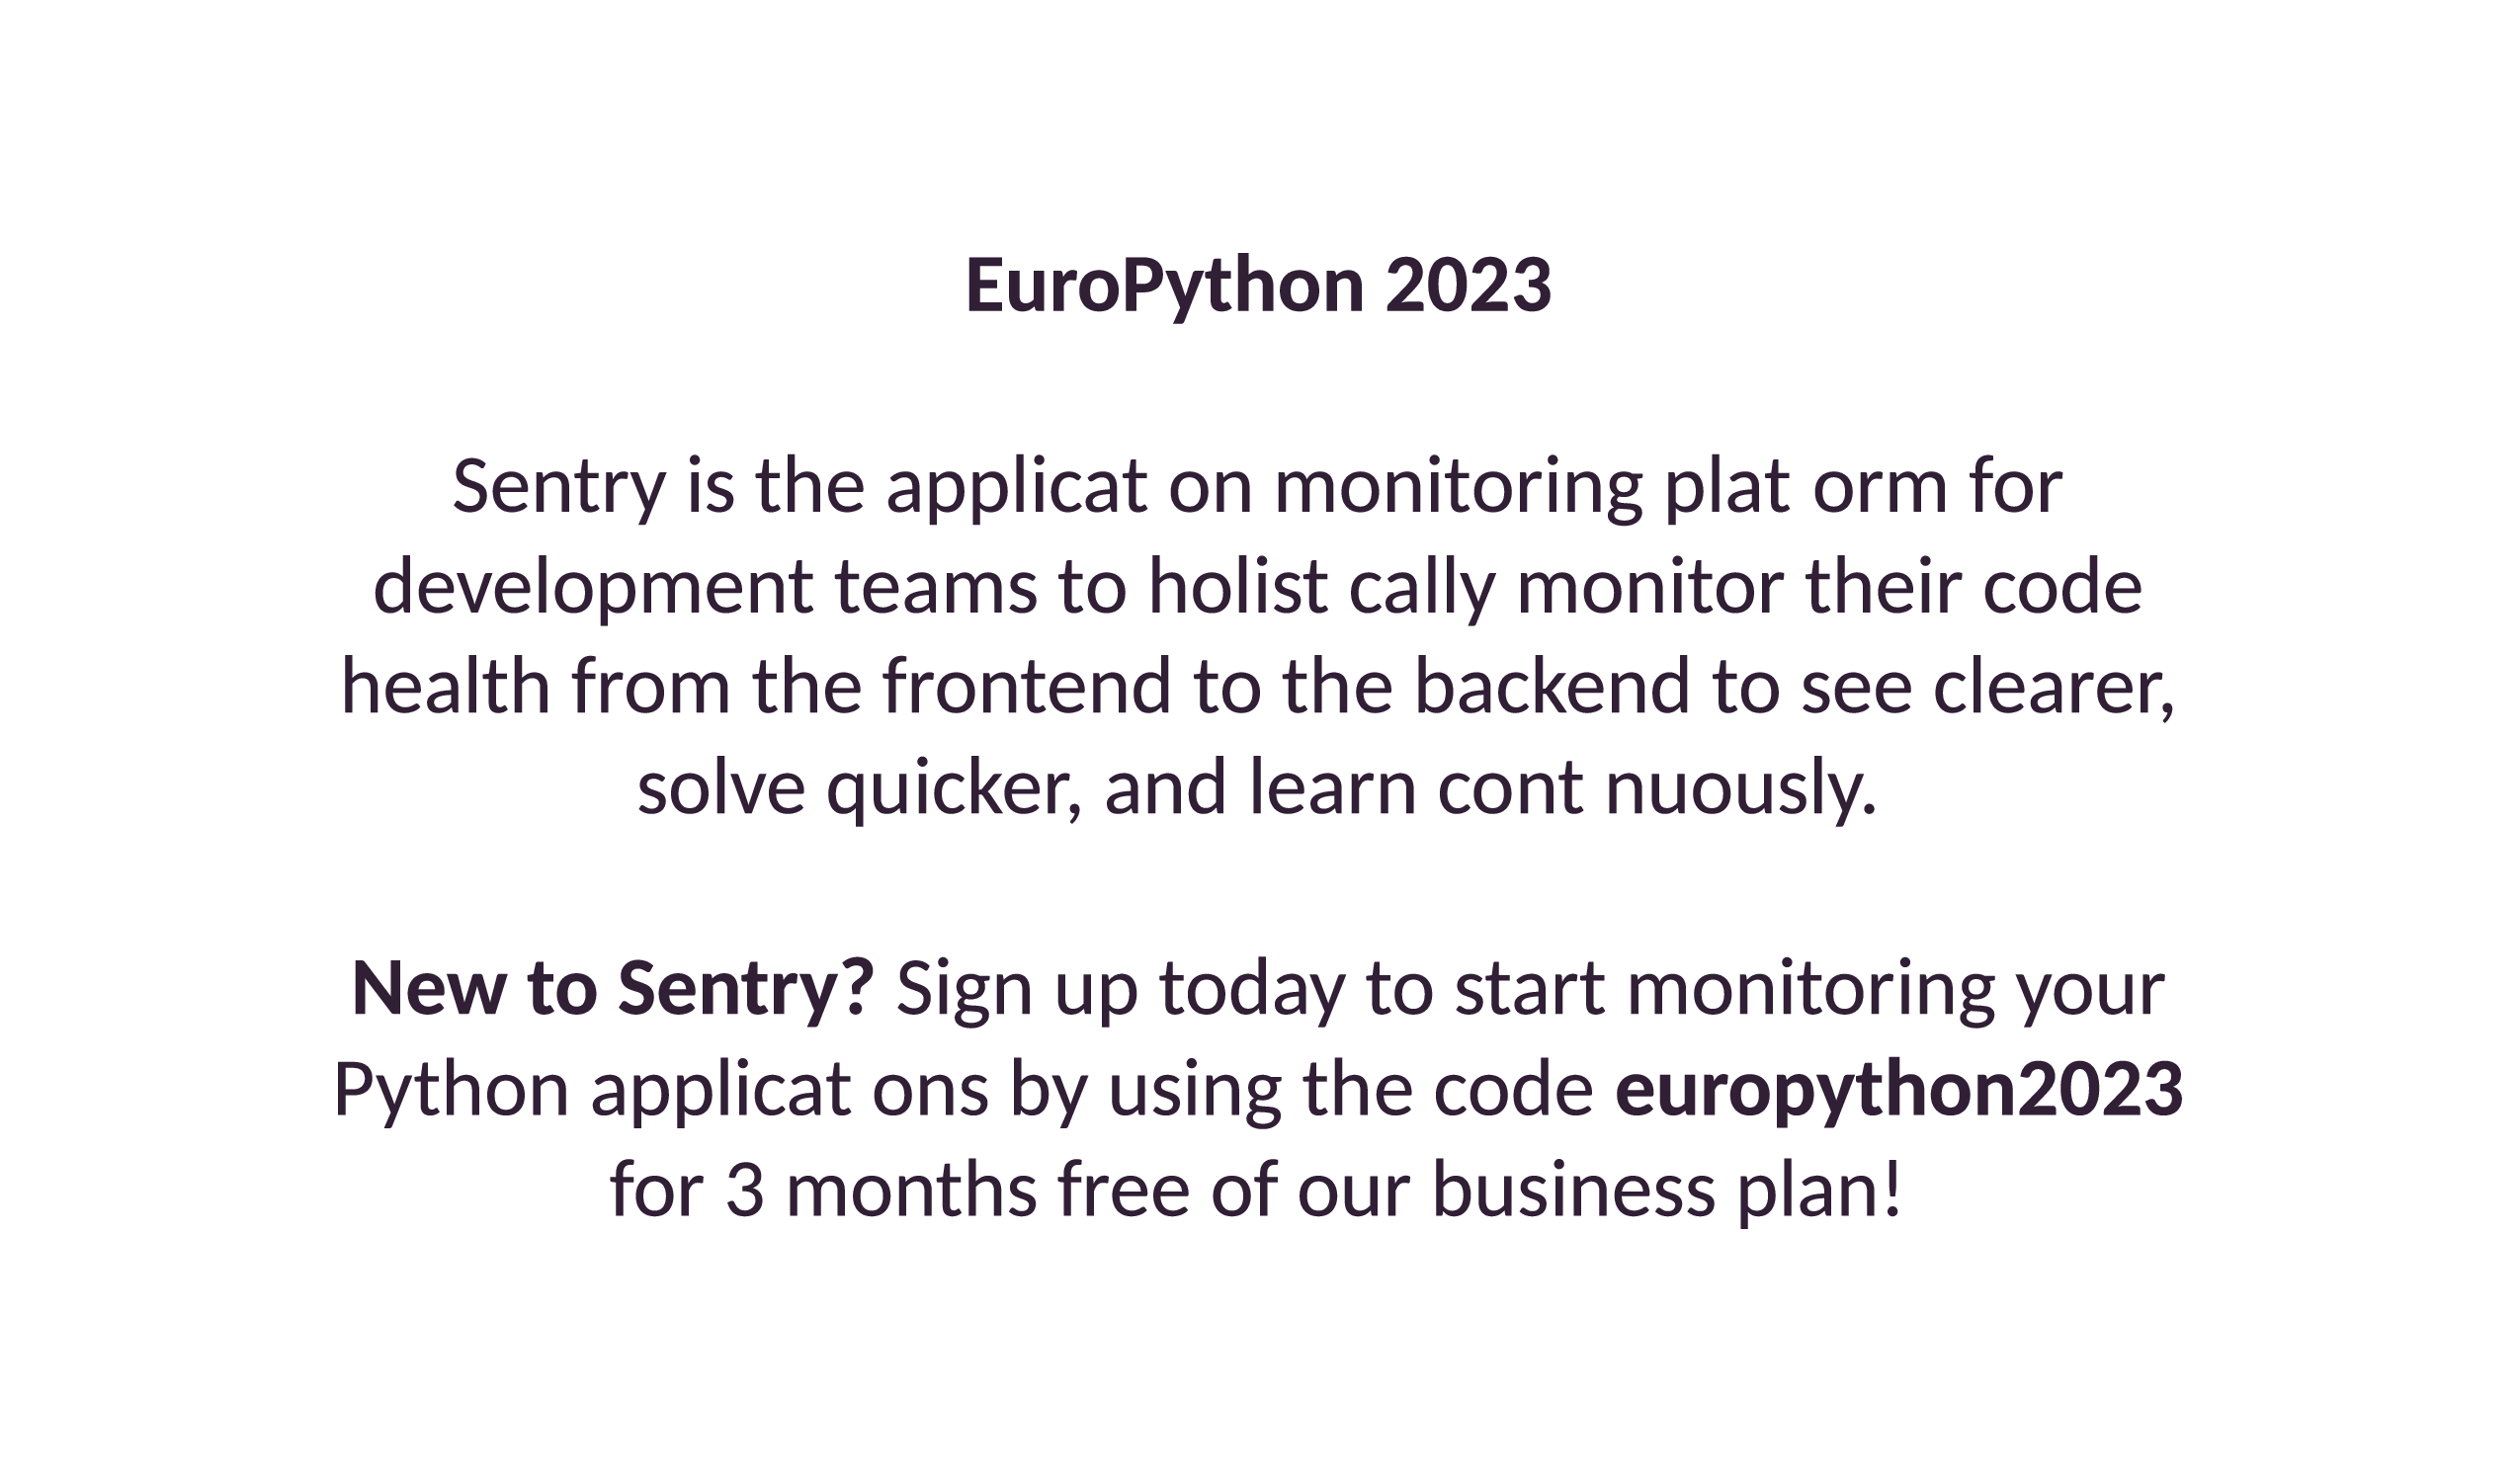 EuroPython 2023
Sentry is the applicat on monitoring plat orm for
development teams to holist cally monitor their code
health from the frontend to the backend to see clearer,
solve quicker, and learn cont nuously.
New to Sentry? Sign up today to start monitoring your
Python applicat ons by using the code europython2023
for 3 months free of our business plan!